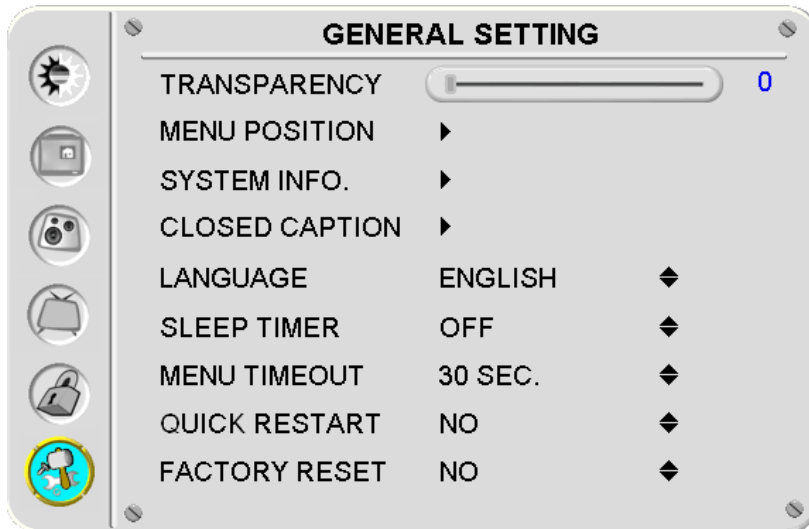 GENERAL SETTING
TRANSPARENCY 0
MENU POSITION
SYSTEM INFO.
CLOSED CAPTION
LANGUAGE ENGLISH
SLEEP TIMER OFF
MENU TIMEOUT 30 SEC.
QUICK RESTART NO
FACTORY RESET NO